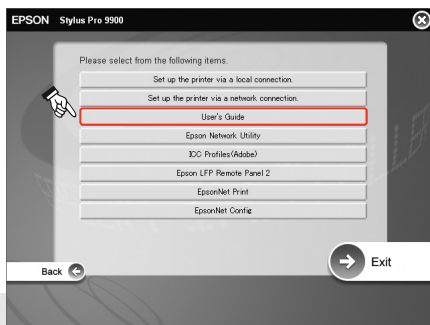 EPSON Stylus Pro 9900
Please select from the following items.
Set up the printer via a local connection.
Set up the printer via a network connection.
User's Guide
Epson Network Utility
ICC Profiles(Adobe)
Epson LFP Remote Panel 2
EpsonNet Print
EpsonNet Config
Exit
Back